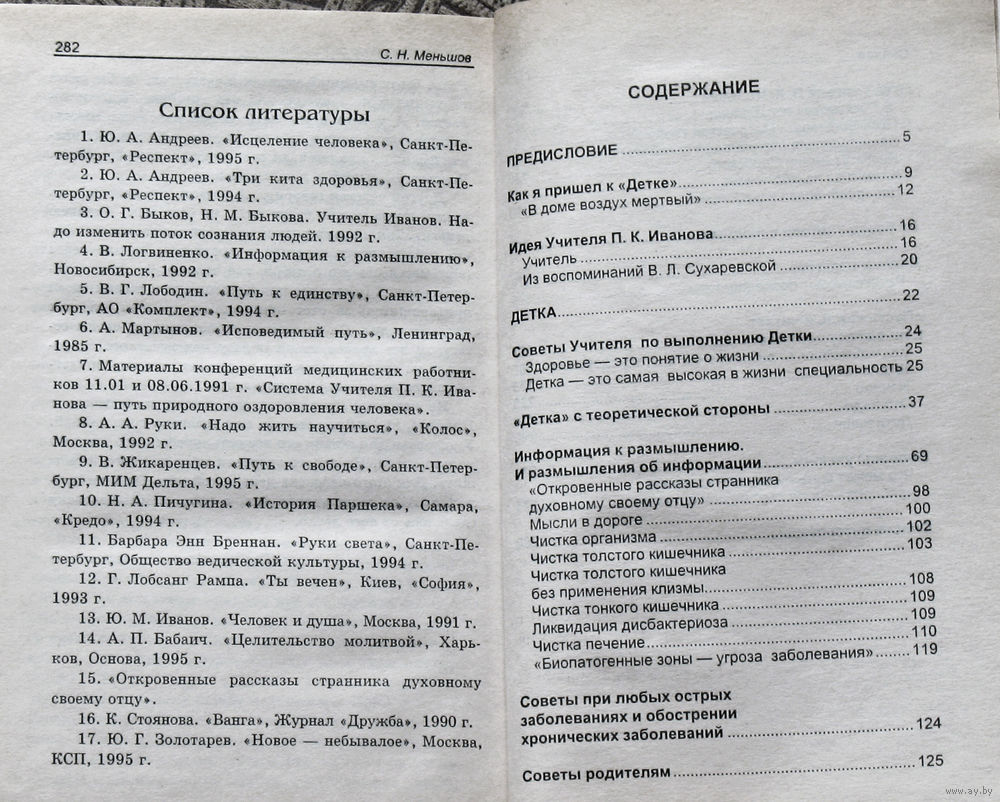 282
С. Н. Меньшов
Список литературы
1. Ю. А. Андреев. «Исцеление человека», Санкт-Пе-
тербург, «Респект», 1995 г.
2. Ю. А. Андреев. «Три кита здоровья», Санкт-Пе-
тербург, «Респект», 1994 г.
3. О. Г. Быков, Н. М. Быкова. Учитель Иванов. На-
до изменить поток сознания людей. 1992 г.
4. В. Логвиненко. «Информация к размышлению»,
Новосибирск, 1992 г.
5. В. Г. Лободин. «Путь к единству», Санкт-Петер-
бург, АО «Комплект», 1994 г.
6. А. Мартынов. «Исповедимый путь», Ленинград,
1985 г.
7. Материалы конференций медицинских работни-
ков 11.01 и 08.06.1991 г. «Система Учителя П. К. Ива-
нова — путь природного оздоровления человека».
8. А. А. Руки. «Надо жить научиться», «Колос»,
Москва, 1992 г.
9. В. Жикаренцев. «Путь к свободе», Санкт-Петер-
бург, МИМ Дельта, 1995 г.
10. Н. А. Пичугина. «История Паршека», Самара,
«Кредо», 1994 г.
11. Барбара Энн Бреннан. «Руки света», Санкт-Пе-
тербург, Общество ведической культуры, 1994 г.
12. Г. Лобсанг Рампа. «Ты вечен», Киев, «София»,
1993 г.
13. Ю. М. Иванов. «Человек и душа», Москва, 1991 г.
14. А. П. Бабаич. «Целительство молитвой», Харь-
ков, Основа, 1995 г.
15. «Откровенные рассказы странника духовному
своему отцу».
16. К. Стоянова. «Ванга», Журнал «Дружба», 1990 г.
17. Ю. Г. Золотарев. «Новое — небывалое», Москва,
КСП, 1995 г.
СОДЕРЖАНИЕ
ПРЕДИСЛОВИЕ 5
Как я пришел к «Детке» 9
«В доме воздух мертвый» 12
Идея Учителя П. К. Иванова 16
Учитель 16
Из воспоминаний В. Л. Сухаревской 20
ДЕТКА 22
Советы Учителя по выполнению Детки 24
Здоровье — это понятие о жизни 25
Детка — это самая высокая в жизни специальность 25
«Детка» с теоретической стороны 37
Информация к размышлению.
И размышления об информации 69
«Откровенные рассказы странника
духовному своему отцу» 98
Мысли в дороге 100
Чистка организма 102
Чистка толстого кишечника 103
Чистка толстого кишечника
без применения клизмы 108
Чистка тонкого кишечника 109
Ликвидация дисбактериоза 109
Чистка печение 110
«Биопатогенные зоны — угроза заболевания» 119
Советы при любых острых
заболеваниях и обострении
хронических заболеваний 124
Советы родителям 125
www.ay.by